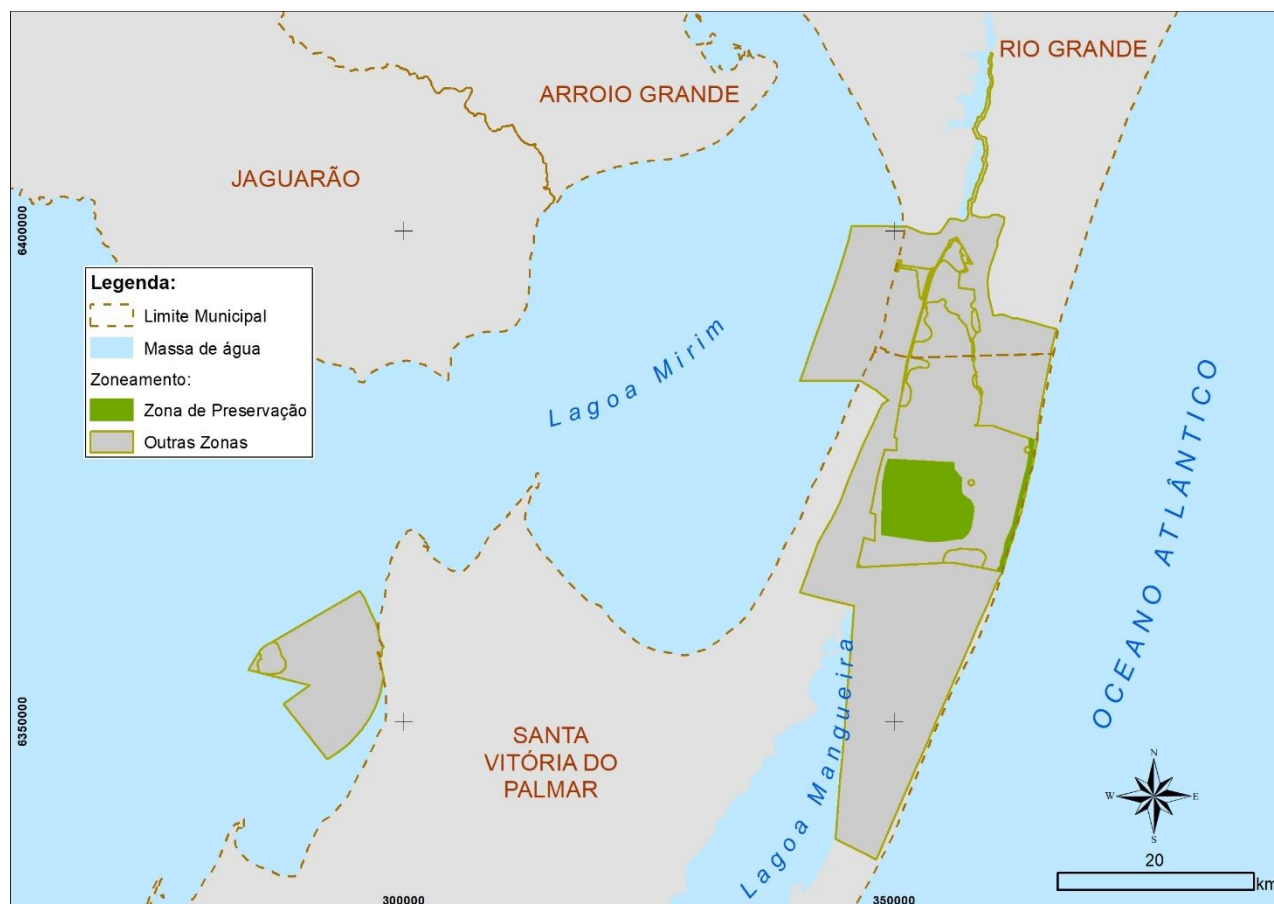 RIO GRANDE
ARROIO GRANDE
JAGUARÃO
6400000
Legenda:
Limite Municipal
Massa de água
Zoneamento:
Zona de Preservação
Outras Zonas
Lagoa Mirim
OCEANO ATLÂNTICO
6350000
SANTA
VITÓRIA DO
PALMAR
Lagoa Mangueira
N
W
E
S
20
km
300000
350000